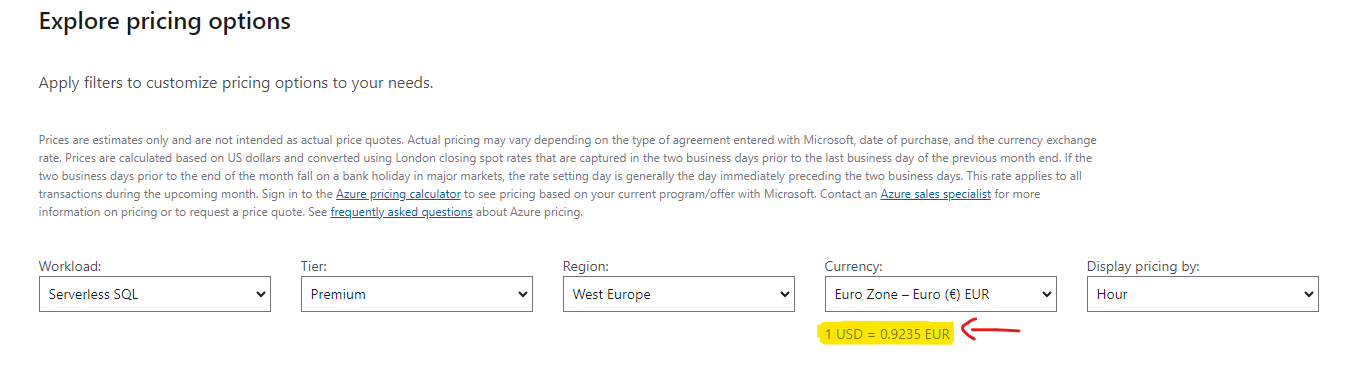 Explore pricing options
Apply filters to customize pricing options to your needs.
Prices are estimates only and are not intended as actual price quotes. Actual pricing may vary depending on the type of agreement entered with Microsoft, date of purchase, and the currency exchange
rate. Prices are calculated based on US dollars and converted using London closing spot rates that are captured in the two business days prior to the last business day of the previous month end. If the
two business days prior to the end of the month fall on a bank holiday in major markets, the rate setting day is generally the day immediately preceding the two business days. This rate applies to all
transactions during the upcoming month. Sign in to the Azure pricing calculator to see pricing based on your current program/offer with Microsoft. Contact an Azure sales specialist for more
information on pricing or to request a price quote. See frequently asked questions about Azure pricing.
Workload: Tier: Region: Currency: Display pricing by:
Serverless SQL Premium West Europe Euro Zone – Euro (€) EUR Hour
1 USD = 0.9235 EUR